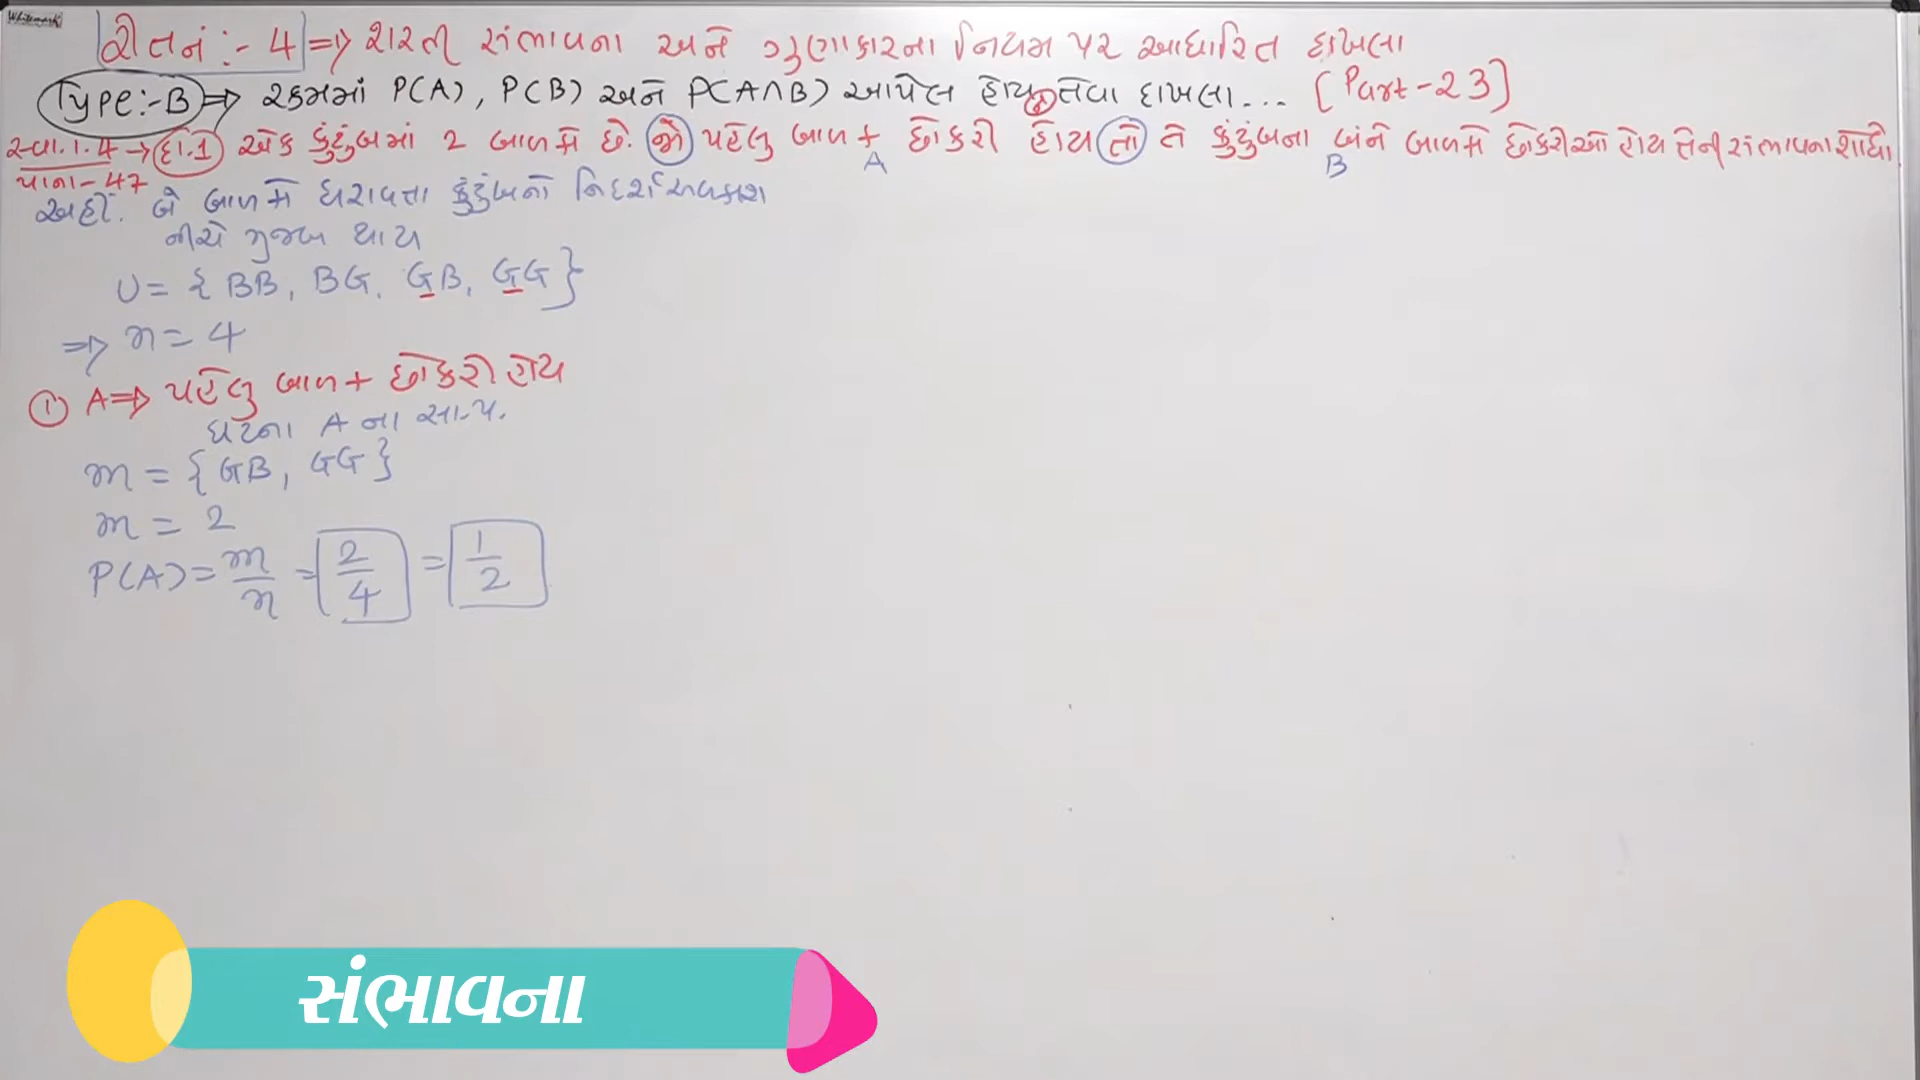 Whitemark
રીત નં :- 4 => શરતી સંભાવના અને ગુણાકારના નિયમ પર આધારિત દાખલા
Type:-B => રકમમાં P(A), P(B) અને P(A∩B) આપેલ હોય તેવા દાખલા... [Part-23]
સ્વા.1.4 → દા.1 એક કુટુંબમાં 2 બાળકો છે. જો પહેલુ બાળક છોકરી હોય તો તે કુટુંબના બંને બાળકો છોકરીઓ હોય તેની સંભાવના શોધો
પાના-47 A B
અહીં. બે બાળકો ધરાવતા કુટુંબનો નિદર્શાવકાશ
નીચે મુજબ થાય
U = { BB, BG, GB, GG }
=> n = 4
① A => પહેલુ બાળક છોકરી હોય
ઘટના A ના સા.પ.
m = { GB, GG }
m = 2
P(A) = m/n = 2/4 = 1/2
સંભાવના